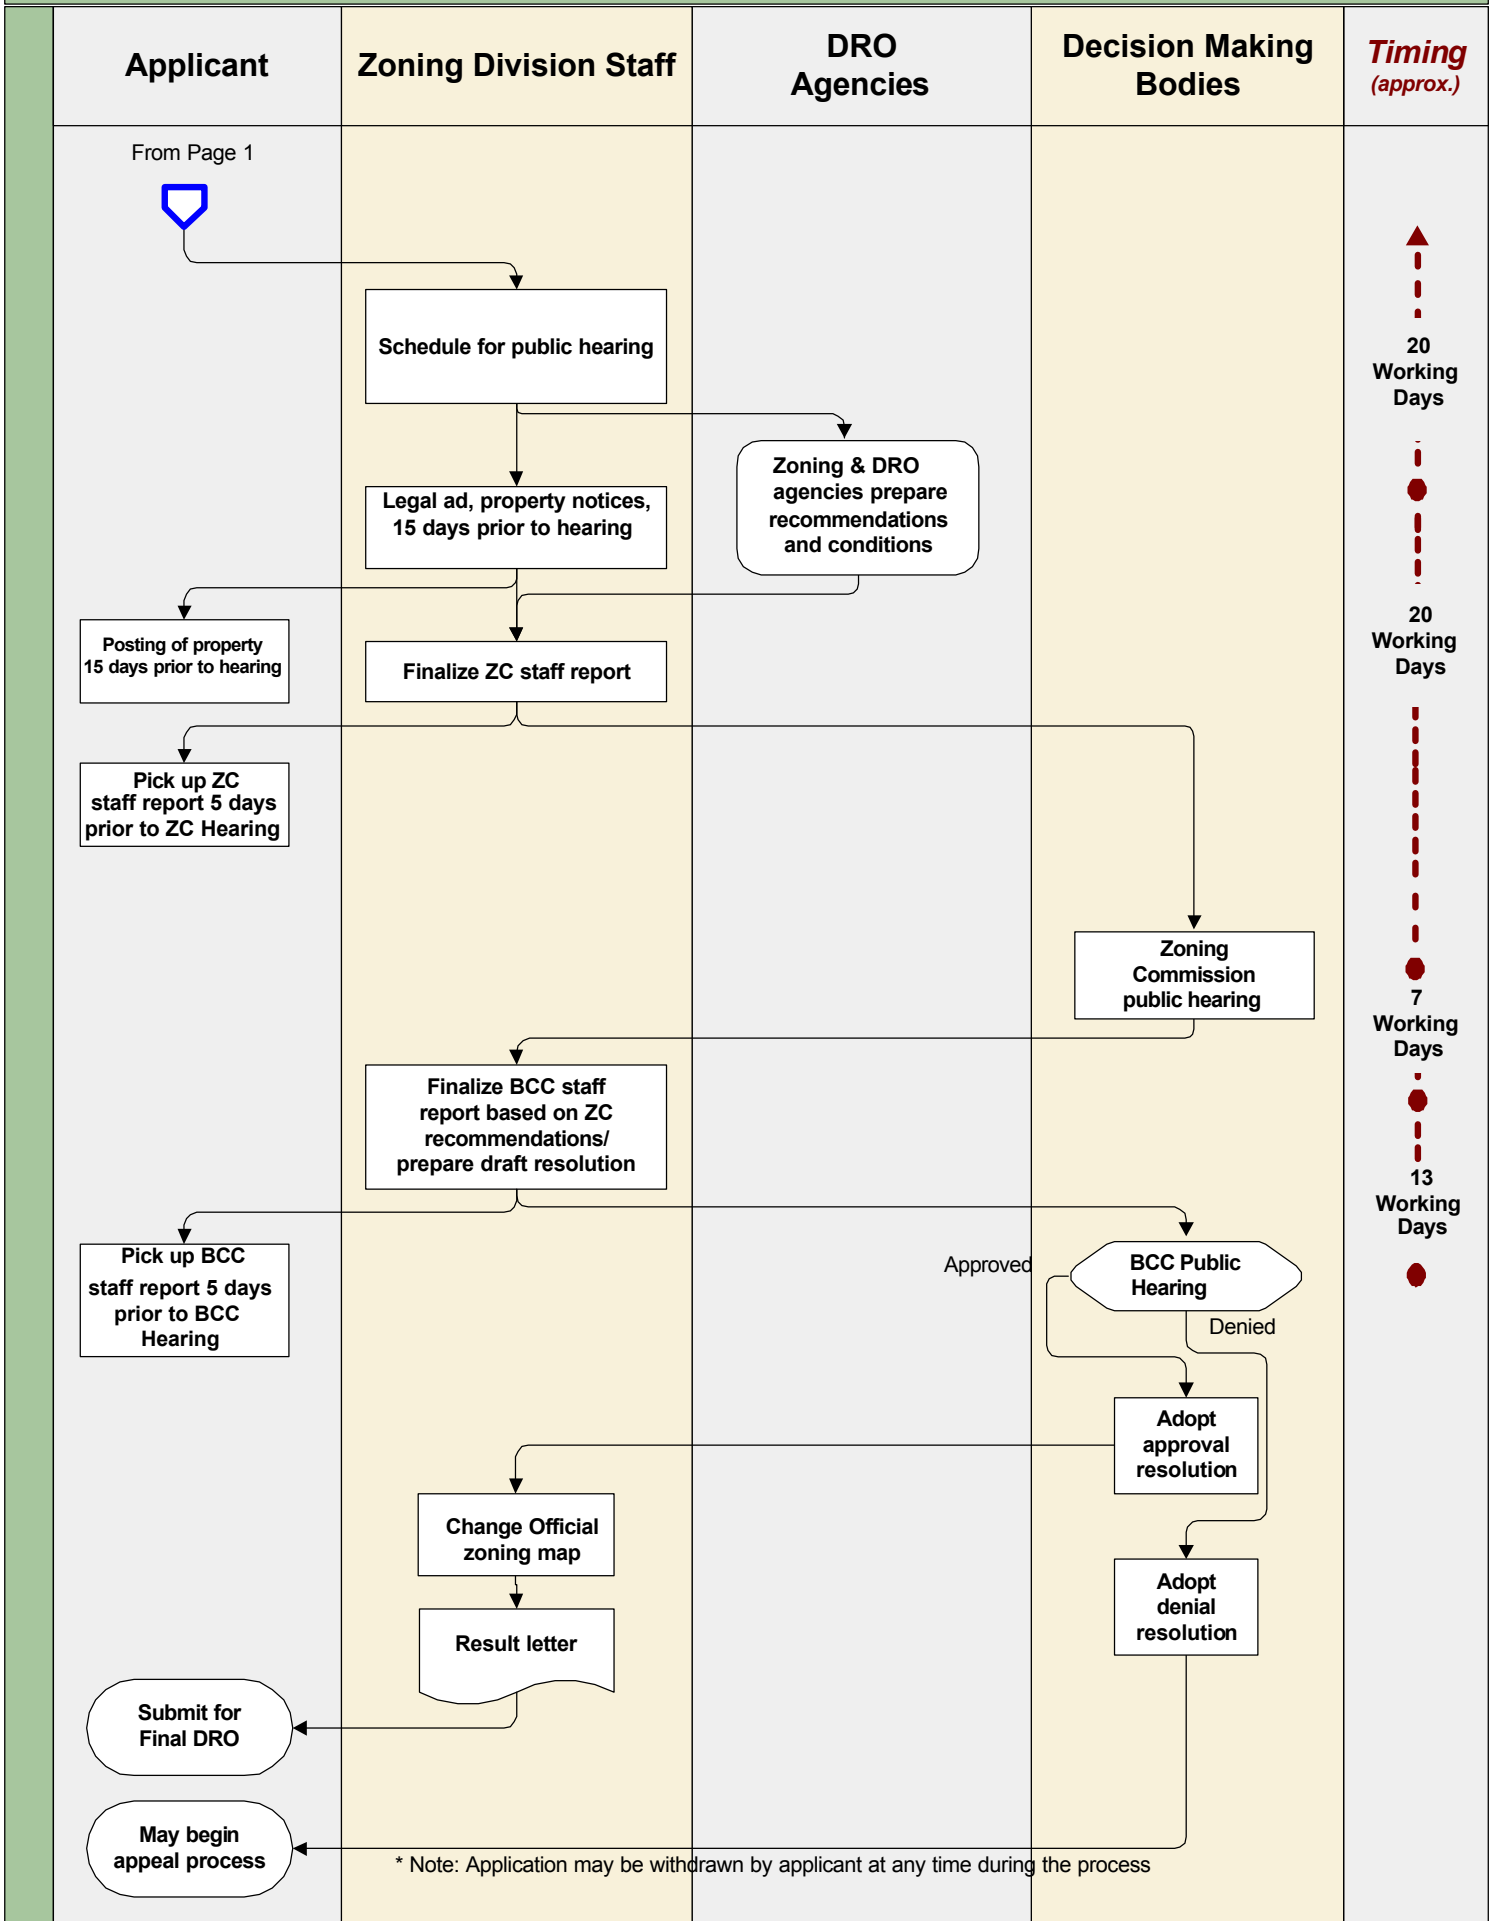 Applicant
Zoning Division Staff
DRO
Agencies
Decision Making
Bodies
Timing
(approx.)
From Page 1
Schedule for public hearing
20
Working
Days
Zoning & DRO
agencies prepare
recommendations
and conditions
Legal ad, property notices,
15 days prior to hearing
Posting of property
15 days prior to hearing
Finalize ZC staff report
20
Working
Days
Pick up ZC
staff report 5 days
prior to ZC Hearing
Zoning
Commission
public hearing
7
Working
Days
Finalize BCC staff
report based on ZC
recommendations/
prepare draft resolution
13
Working
Days
Pick up BCC
staff report 5 days
prior to BCC
Hearing
Approved
BCC Public
Hearing
Denied
Adopt
approval
resolution
Change Official
zoning map
Adopt
denial
resolution
Result letter
Submit for
Final DRO
May begin
appeal process
* Note: Application may be withdrawn by applicant at any time during the process